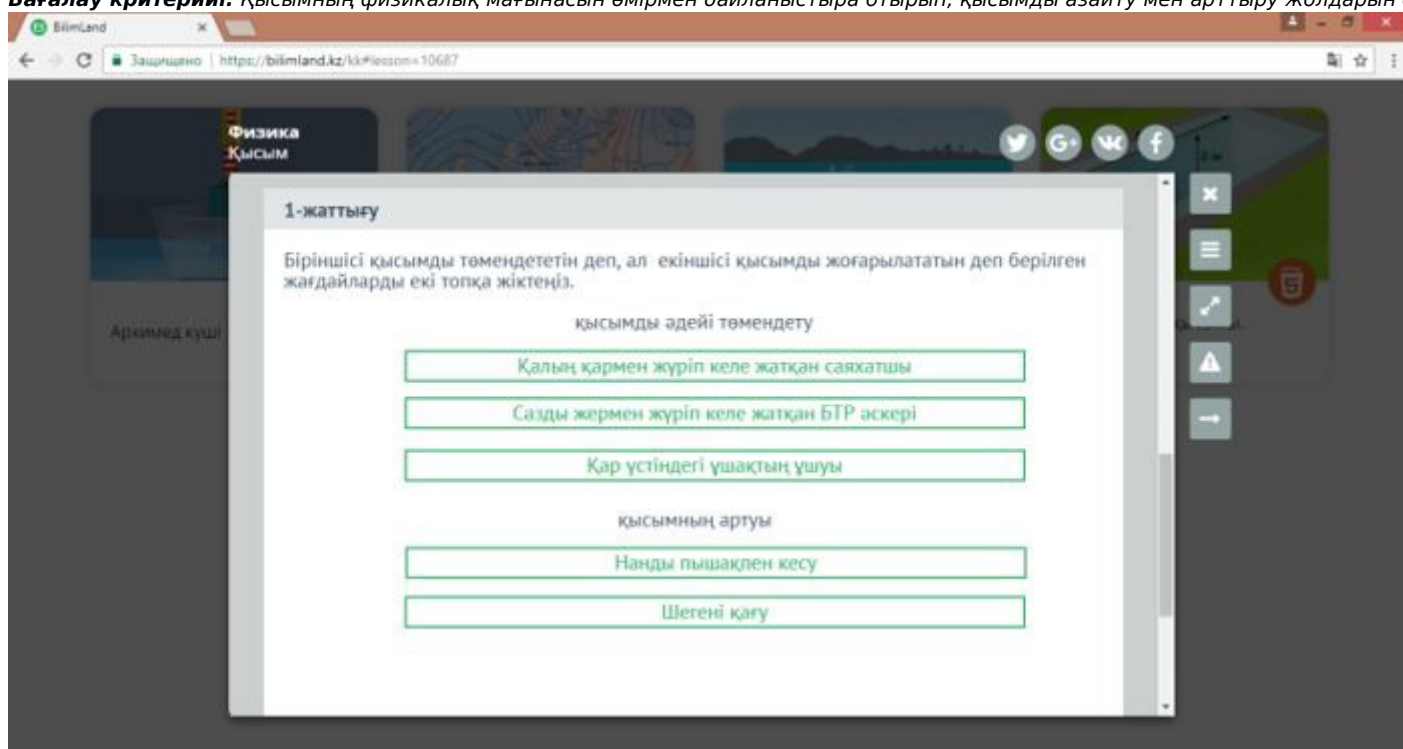 Бағалау критерийі: Қысымның физикалық мағынасын өмірмен байланыстыра отырып, қысымды азайту мен арттыру жолдарын
BilimLand
Защищено | https://bilimland.kz/kk#lesson=10687
Физика
Қысым
1-жаттығу
Біріншісі қысымды төмендететін деп, ал екіншісі қысымды жоғарылататын деп берілген
жағдайларды екі топқа жіктеңіз.
Архимед күші
қысымды әдейі төмендету
Қалың қармен жүріп келе жатқан саяхатшы
Сазды жермен жүріп келе жатқан БТР әскері
Қар үстіндегі ұшақтың ұшуы
қысымның артуы
Нанды пышақпен кесу
Шегені қағу